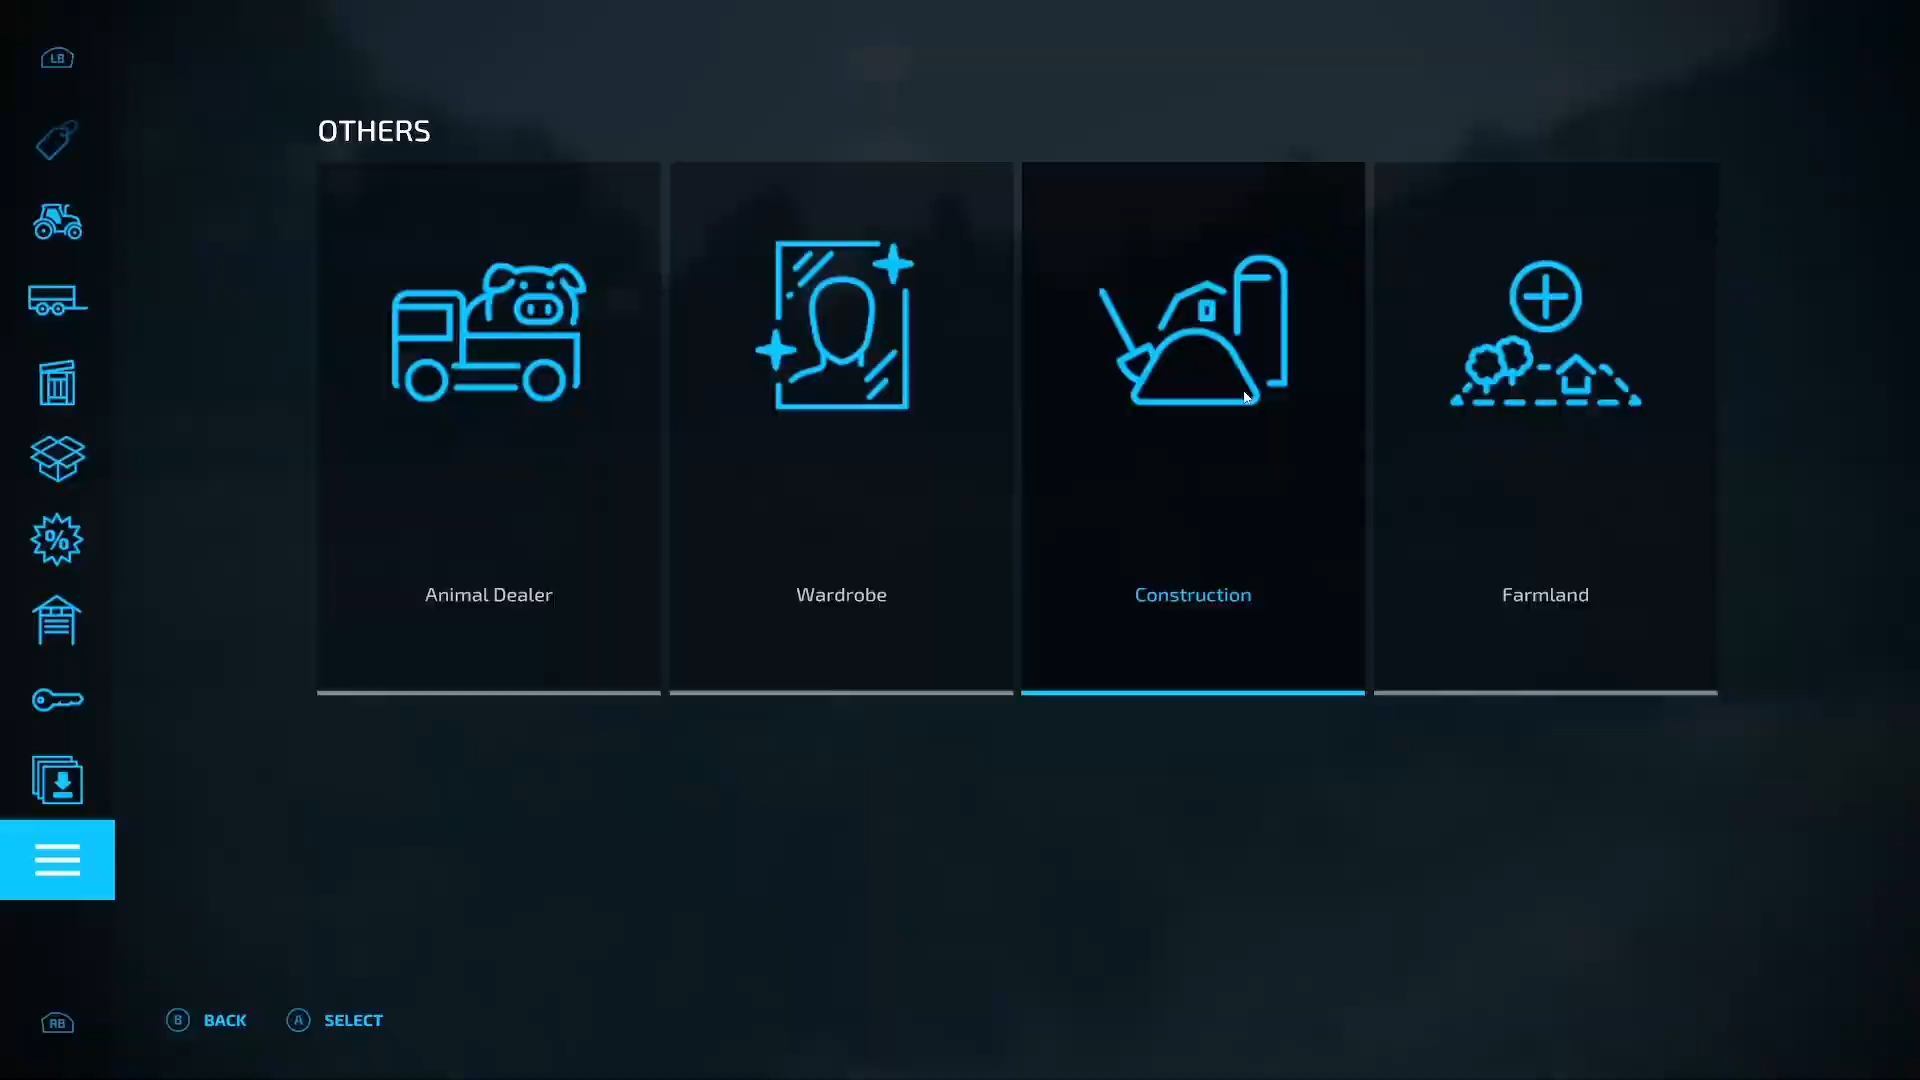 LB
OTHERS
%
Animal Dealer
Wardrobe
Construction
Farmland
RB
B BACK A SELECT